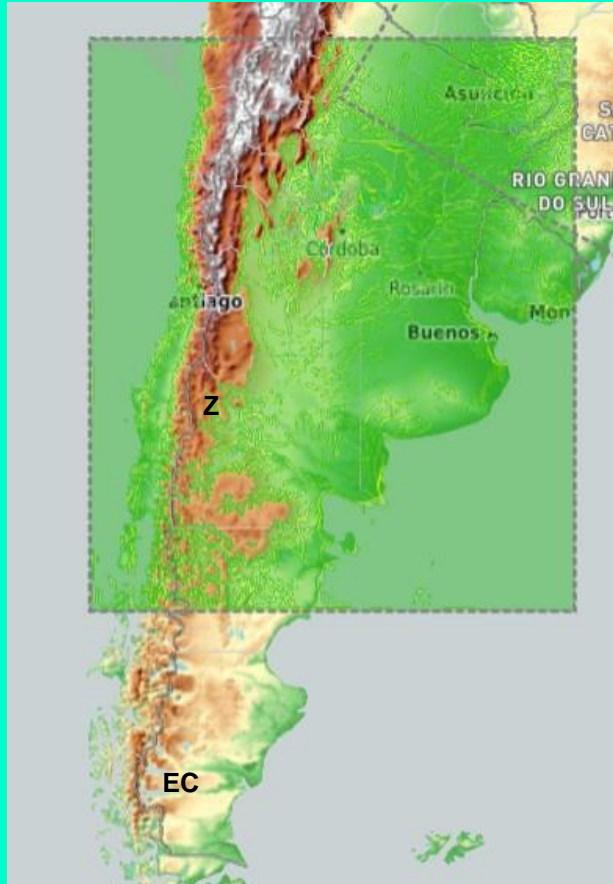 Asunción
S
CAT
RIO GRAN
DO SUL
Córdoba
antiago
Rosario
Mon
Buenos A
Z
EC